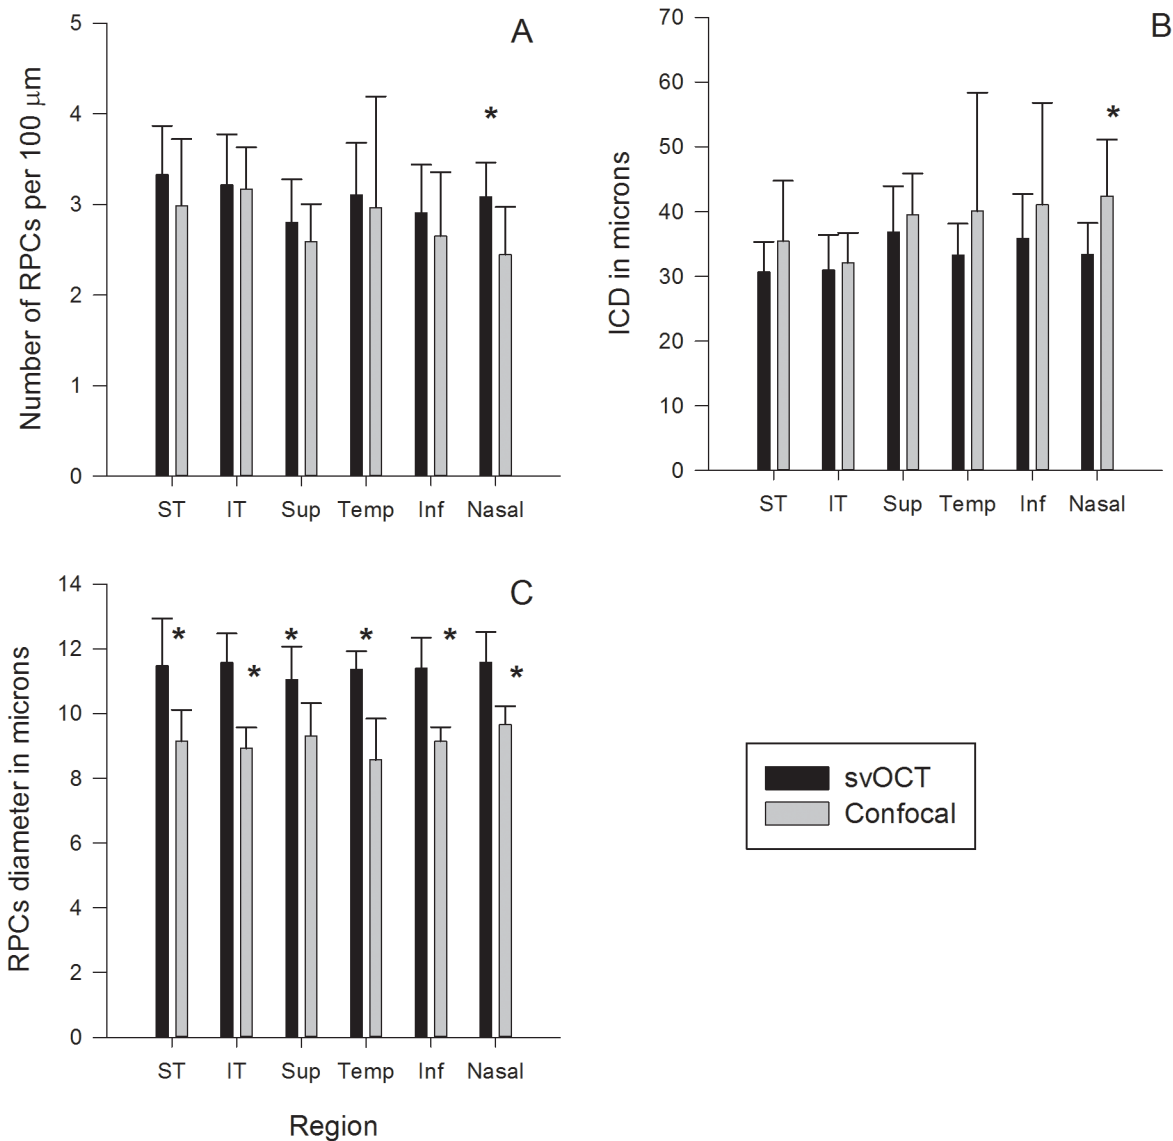 A
Number of RPCs per 100 μm
5
4
3
2
1
0
*
ST IT Sup Temp Inf Nasal
B
ICD in microns
70
60
50
40
30
20
10
0
*
ST IT Sup Temp Inf Nasal
C
RPCs diameter in microns
14
12
10
8
6
4
2
0
* * * * * *
ST IT Sup Temp Inf Nasal
Region
svOCT
Confocal